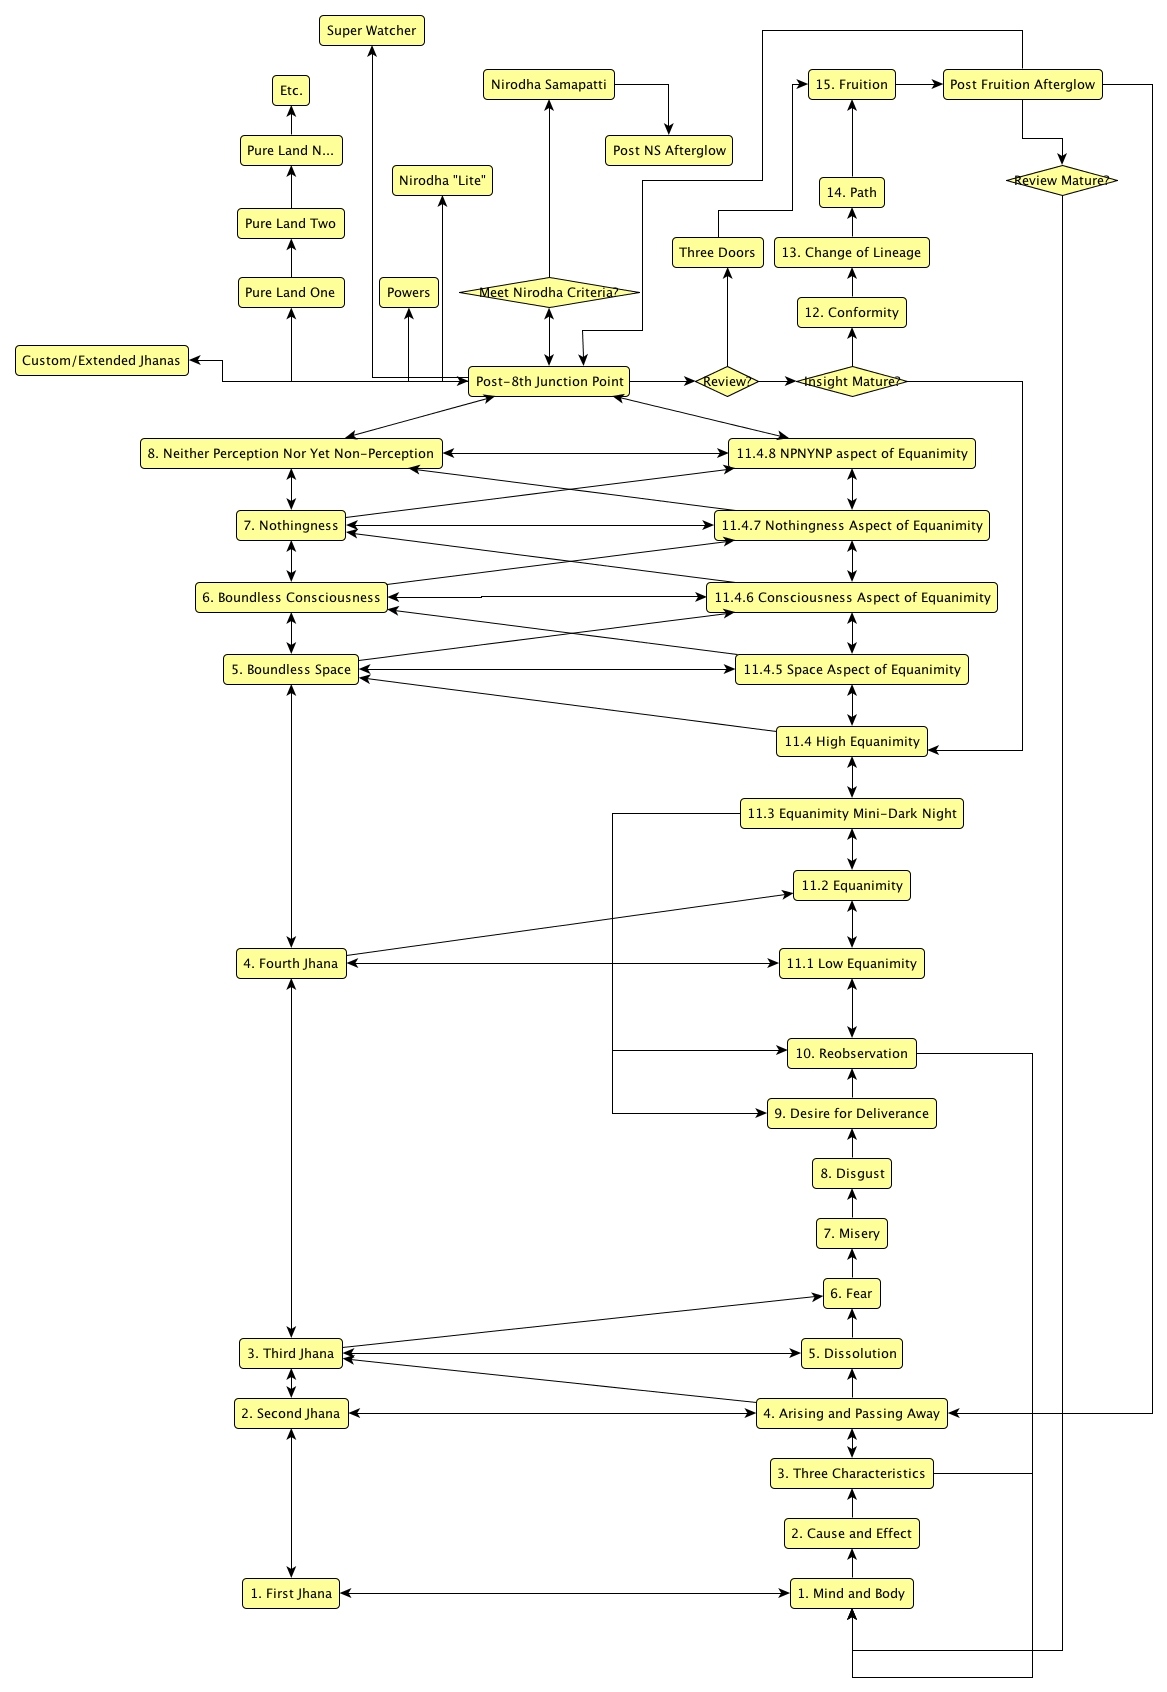 Super Watcher
Etc.
Nirodha Samapatti
15. Fruition
Post Fruition Afterglow
Pure Land N...
Post NS Afterglow
Nirodha "Lite"
Review Mature?
14. Path
Pure Land Two
Three Doors
13. Change of Lineage
Pure Land One
Powers
Meet Nirodha Criteria?
12. Conformity
Custom/Extended Jhanas
Post-8th Junction Point
Review?
Insight Mature?
8. Neither Perception Nor Yet Non-Perception
11.4.8 NPNYNP aspect of Equanimity
7. Nothingness
11.4.7 Nothingness Aspect of Equanimity
6. Boundless Consciousness
11.4.6 Consciousness Aspect of Equanimity
5. Boundless Space
11.4.5 Space Aspect of Equanimity
11.4 High Equanimity
11.3 Equanimity Mini-Dark Night
11.2 Equanimity
4. Fourth Jhana
11.1 Low Equanimity
10. Reobservation
9. Desire for Deliverance
8. Disgust
7. Misery
6. Fear
3. Third Jhana
5. Dissolution
2. Second Jhana
4. Arising and Passing Away
3. Three Characteristics
2. Cause and Effect
1. First Jhana
1. Mind and Body